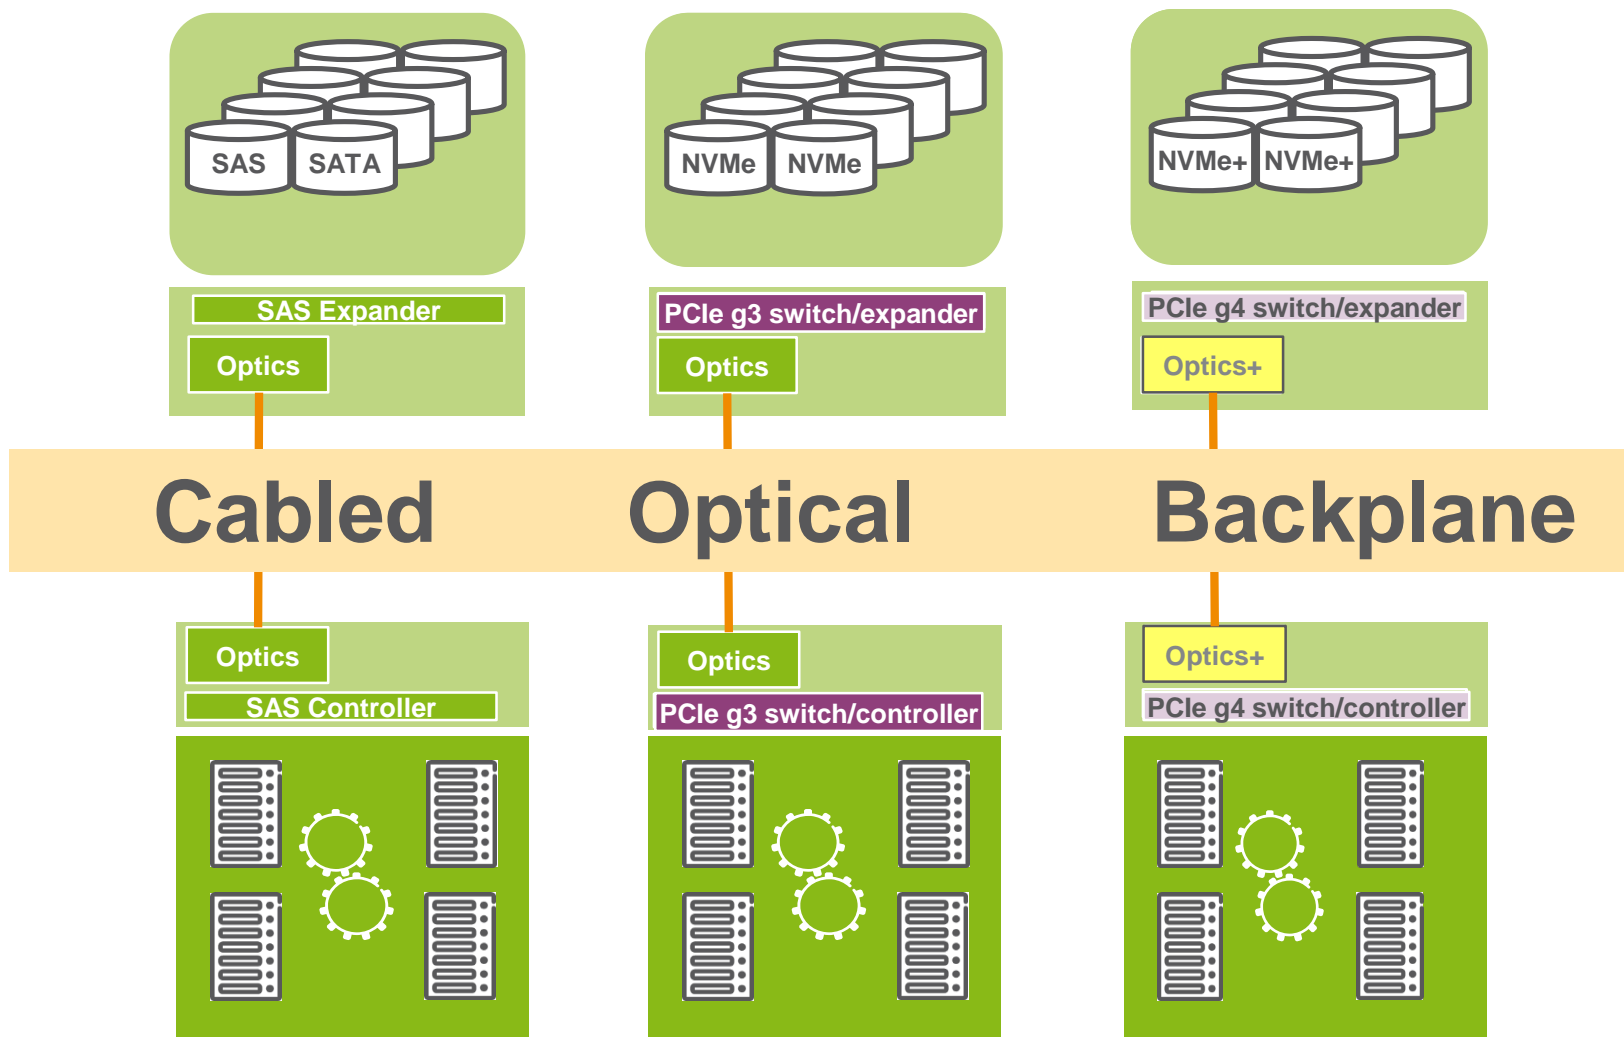 SAS SATA
NVMe NVMe
NVMe+ NVMe+
SAS Expander
PCIe g3 switch/expander
PCIe g4 switch/expander
Optics
Optics
Optics+
Cabled Optical Backplane
Optics
Optics
Optics+
SAS Controller
PCIe g3 switch/controller
PCIe g4 switch/controller